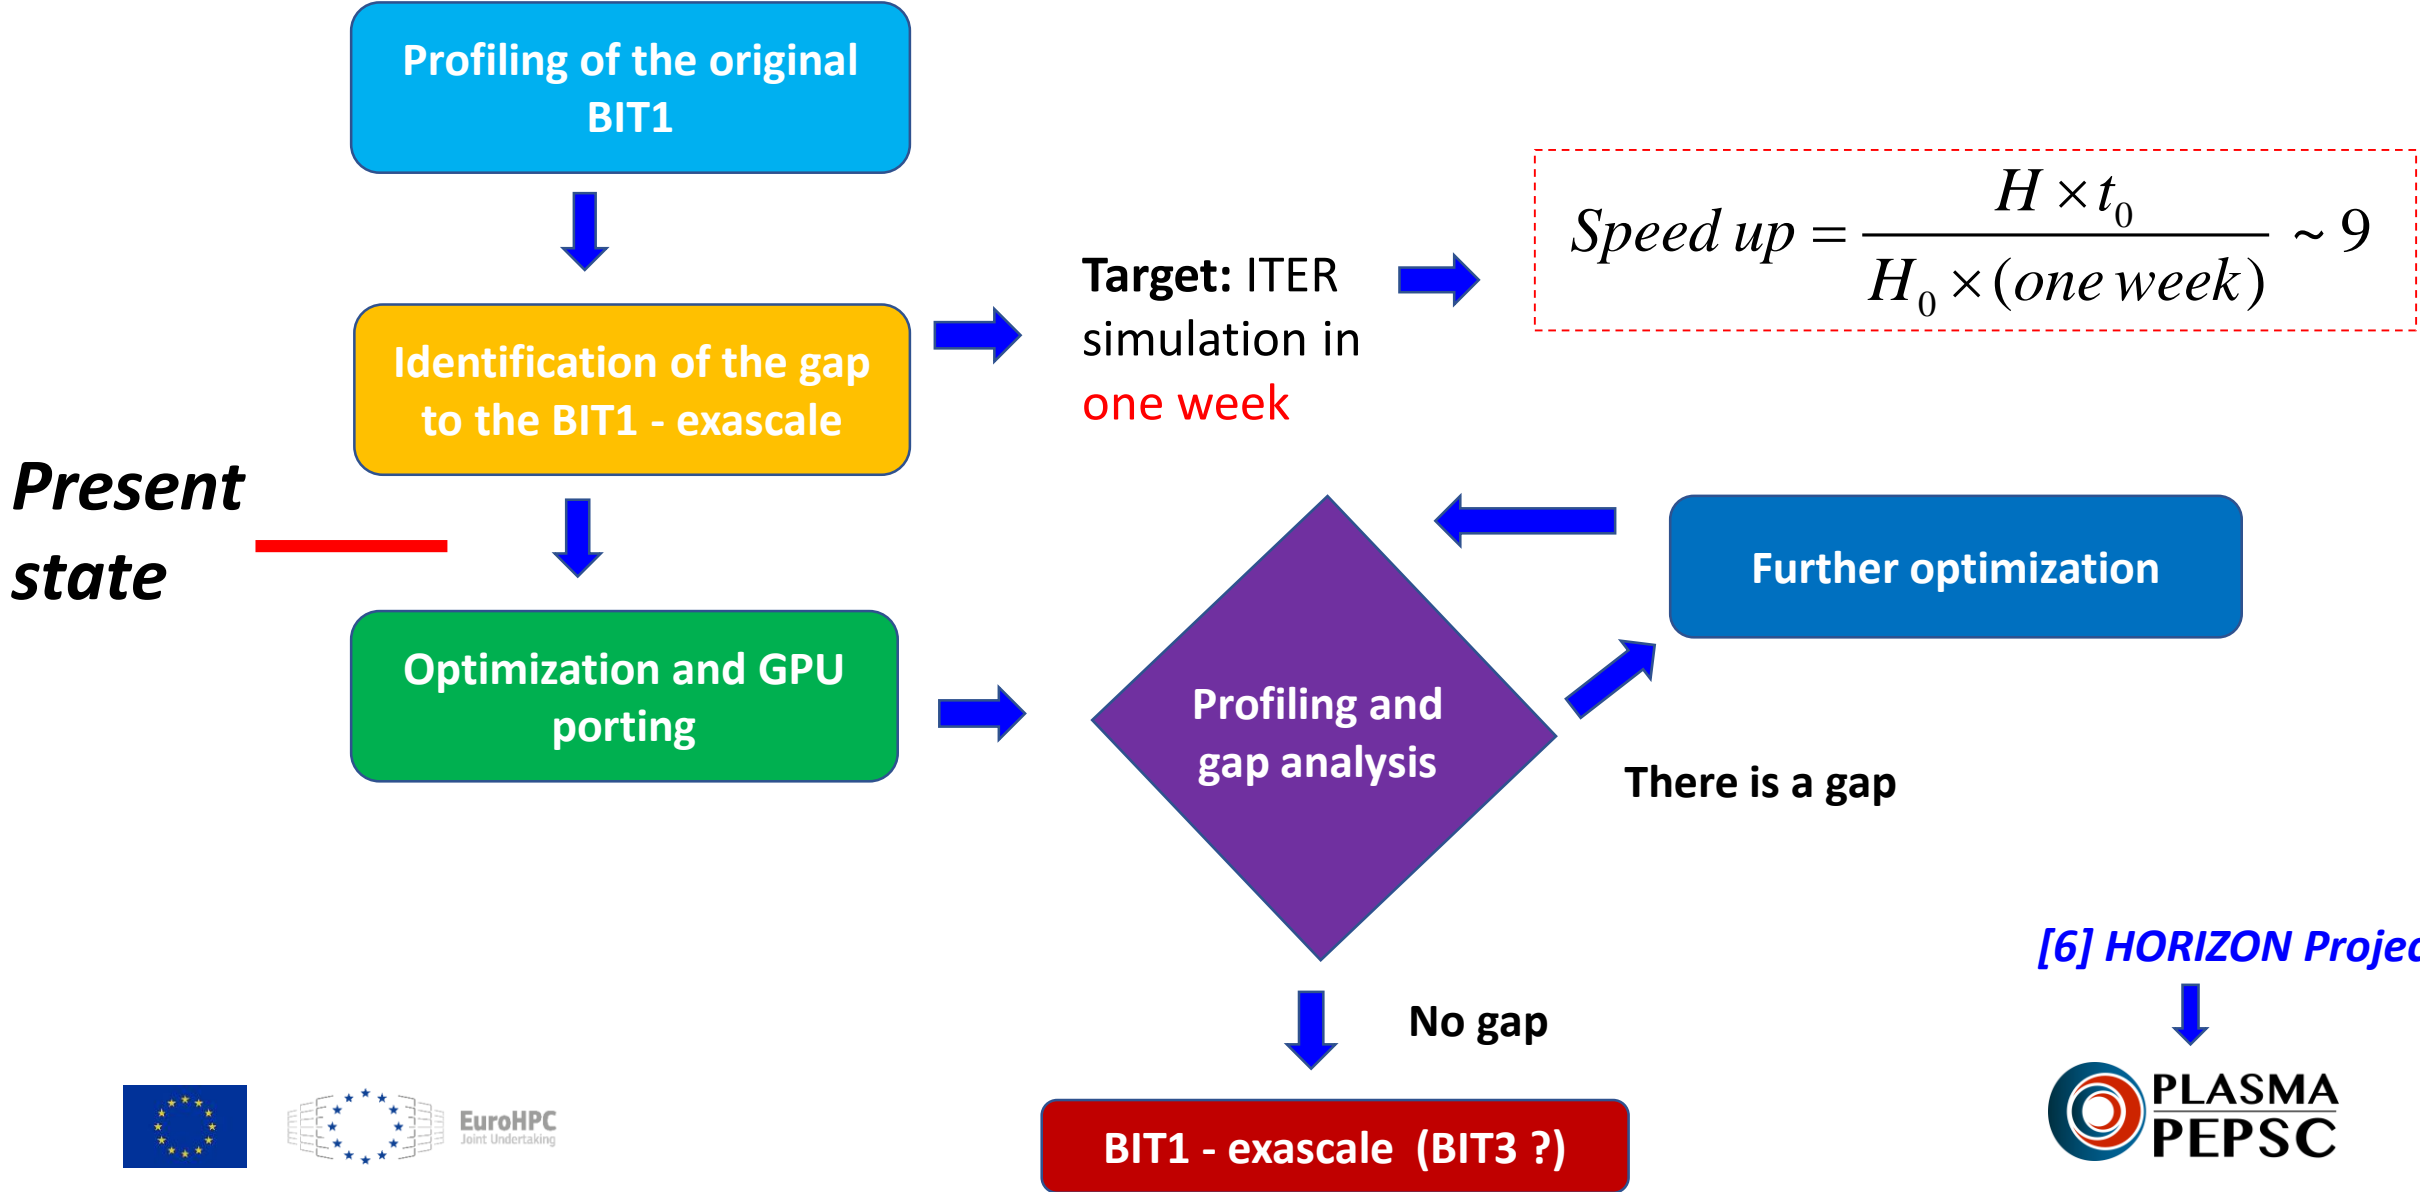 Profiling of the original
BIT1
Speed up = H × t₀ / H₀ × (one week) ~ 9
Target: ITER
simulation in
one week
Identification of the gap
to the BIT1 - exascale
Present
state
Further optimization
Optimization and GPU
porting
Profiling and
gap analysis
There is a gap
No gap
[6] HORIZON Projec
BIT1 - exascale (BIT3 ?)
EuroHPC
Joint Undertaking
PLASMA
PEPSC